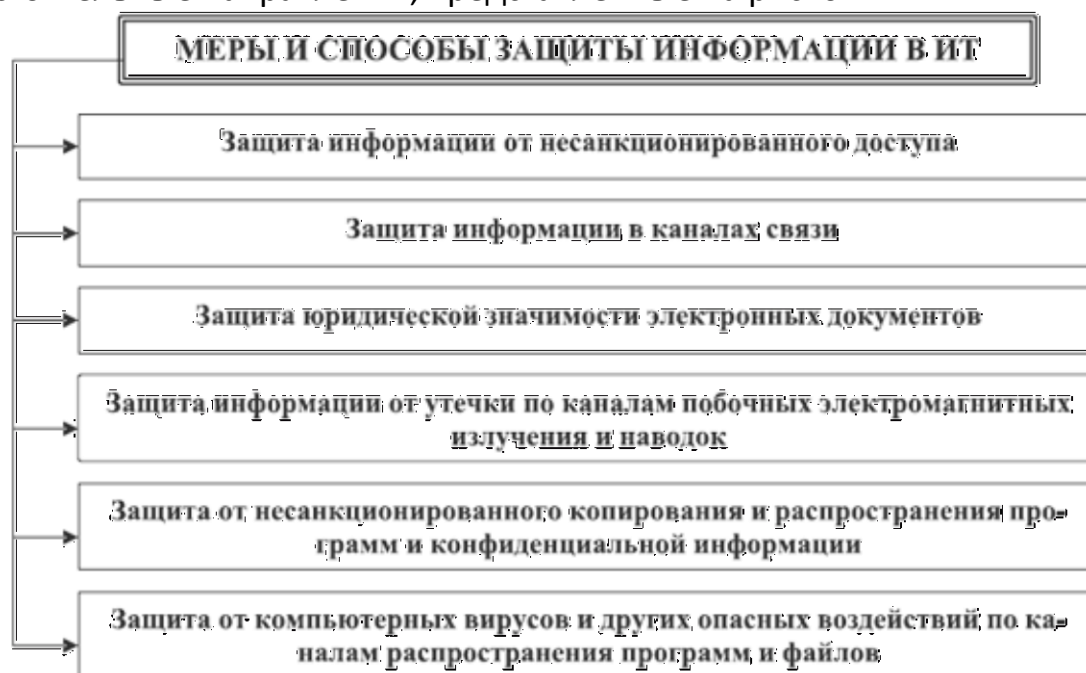 МЕРЫ И СПОСОБЫ ЗАЩИТЫ ИНФОРМАЦИИ В ИТ
Защита информации от несанкционированного доступа
Защита информации в каналах связи
Защита юридической значимости электронных документов
Защита информации от утечки по каналам побочных электромагнитных
излучения и наводок
Защита от несанкционированного копирования и распространения про-
грамм и конфиденциальной информации
Защита от компьютерных вирусов и других опасных воздействий по ка-
налам распространения программ и файлов